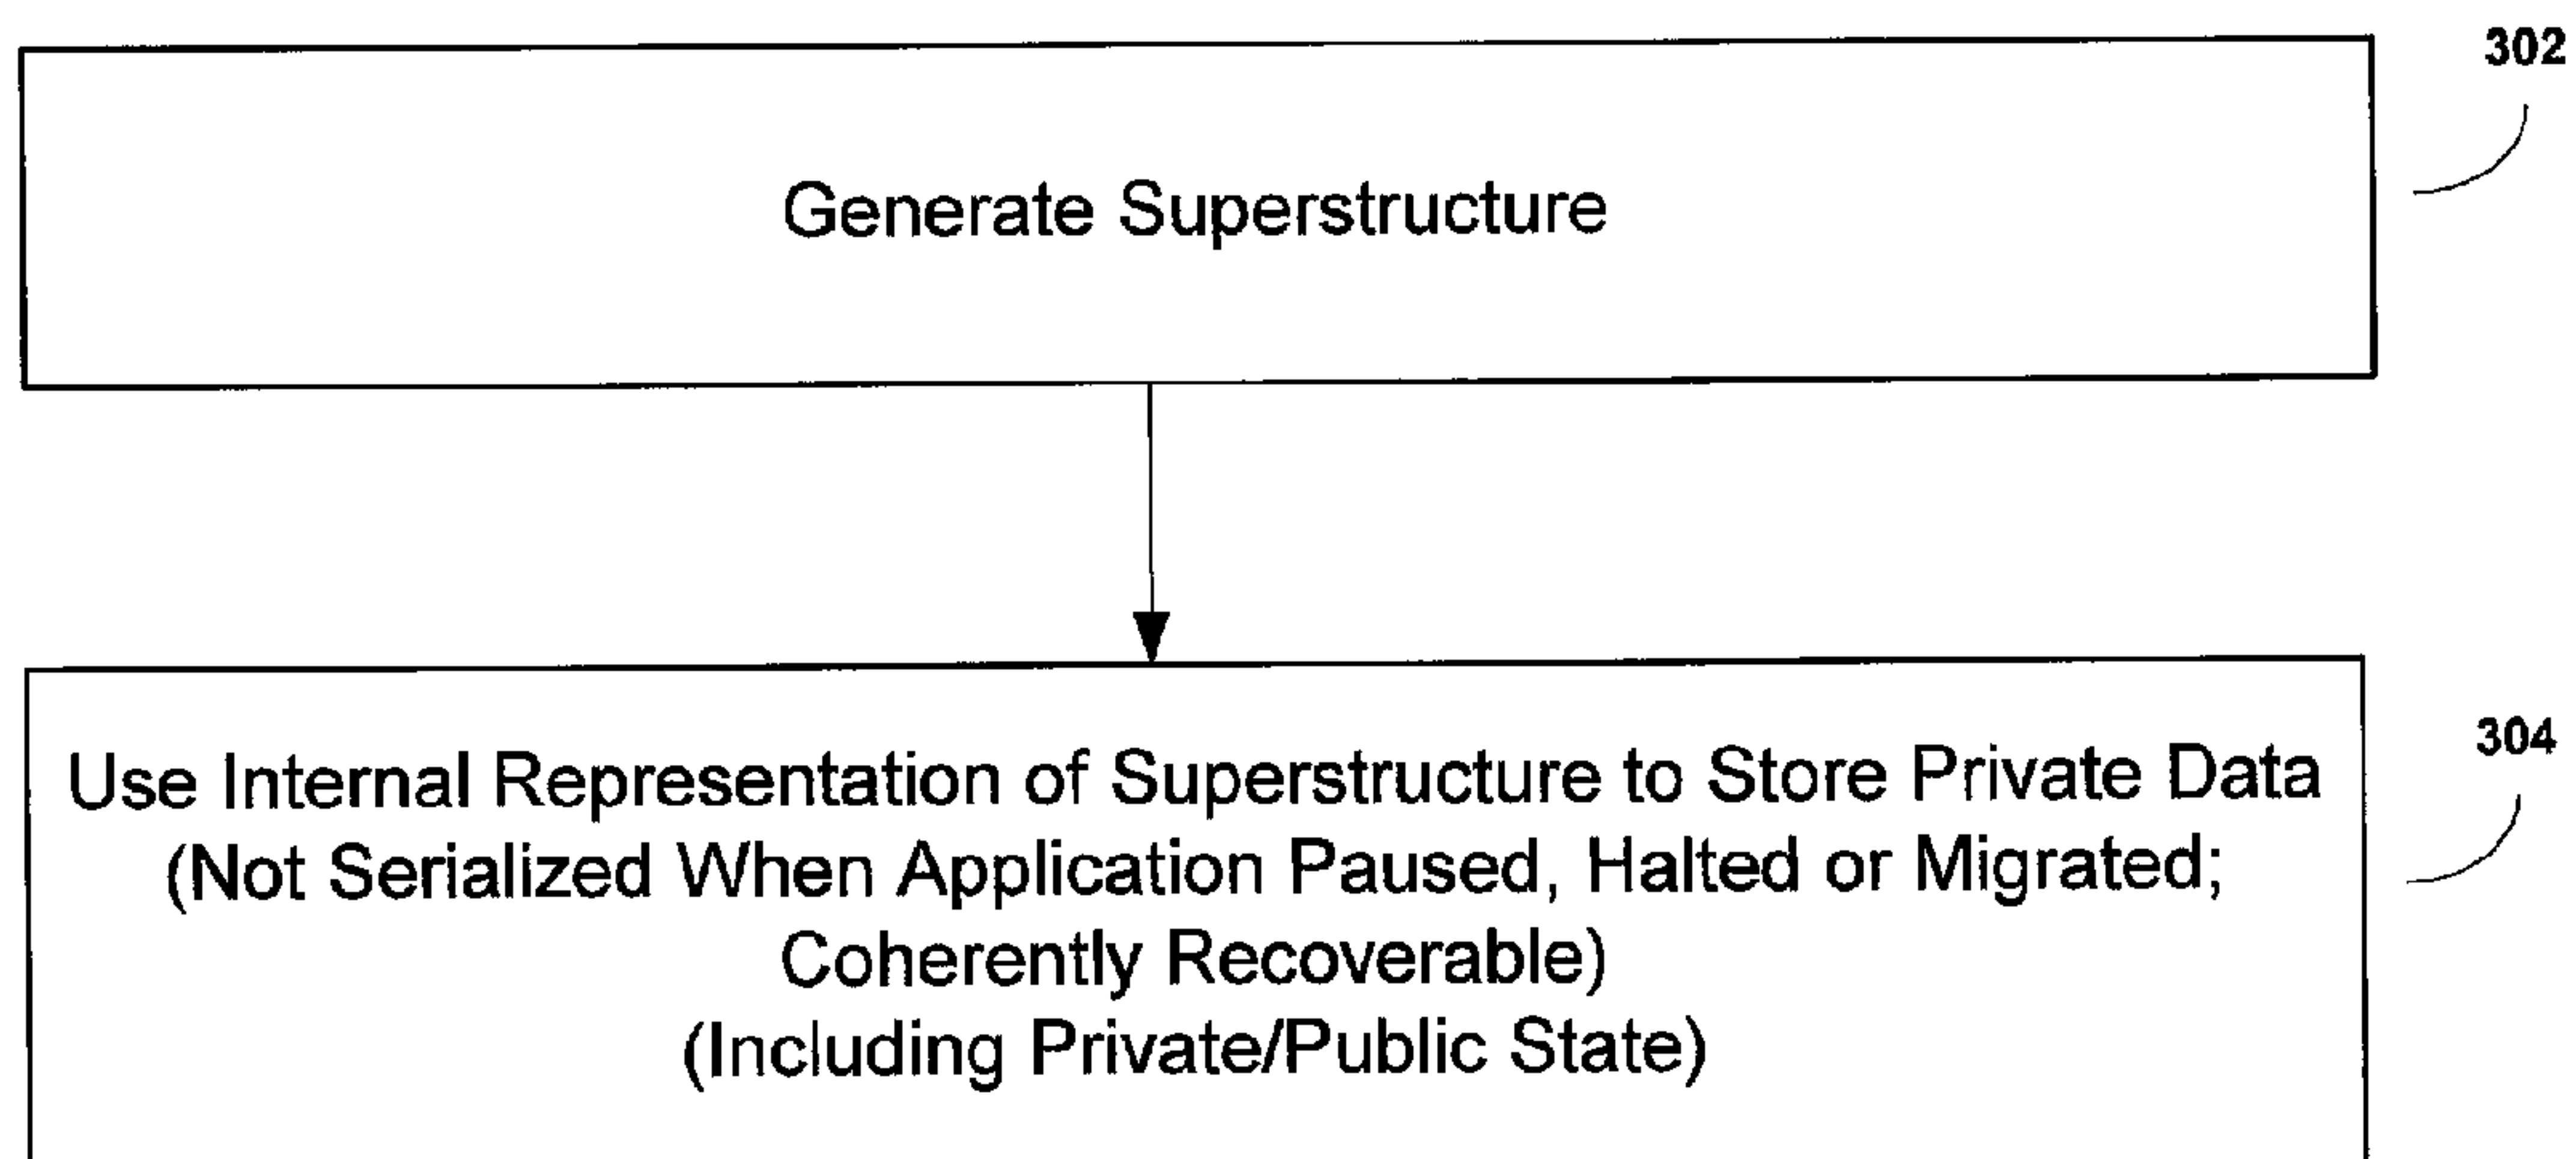 302
Generate Superstructure
304
Use Internal Representation of Superstructure to Store Private Data
(Not Serialized When Application Paused, Halted or Migrated;
Coherently Recoverable)
(Including Private/Public State)